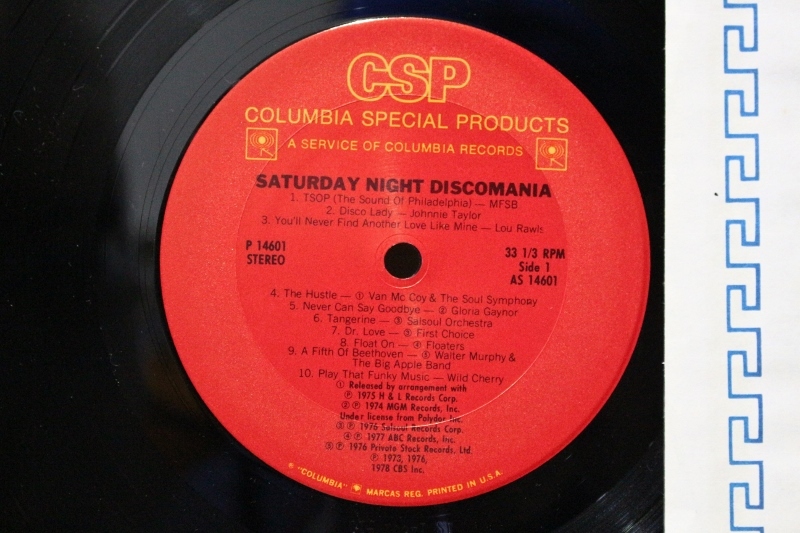 CSP
COLUMBIA SPECIAL PRODUCTS
A SERVICE OF COLUMBIA RECORDS
SATURDAY NIGHT DISCOMANIA
1. TSOP (The Sound Of Philadelphia) — MFSB
2. Disco Lady — Johnnie Taylor
3. You'll Never Find Another Love Like Mine — Lou Rawls
P 14601
STEREO
33 1/3 RPM
Side 1
AS 14601
4. The Hustle — ① Van Mc Coy & The Soul Symphony
5. Never Can Say Goodbye — ② Gloria Gaynor
6. Tangerine — ③ Salsoul Orchestra
7. Dr. Love — ③ First Choice
8. Float On — ④ Floaters
9. A Fifth Of Beethoven — ⑤ Walter Murphy &
The Big Apple Band
10. Play That Funky Music — Wild Cherry
① Released by arrangement with
Ⓟ 1975 H & L Records Corp.
② Ⓟ 1974 MGM Records, Inc.
Under license from Polydor Inc.
③ Ⓟ 1976 Salsoul Records Corp.
④ Ⓟ 1977 ABC Records, Inc.
⑤ Ⓟ 1976 Private Stock Records, Ltd.
Ⓟ 1973, 1976,
1978 CBS Inc.
® "COLUMBIA" MARCAS REG. PRINTED IN U.S.A.